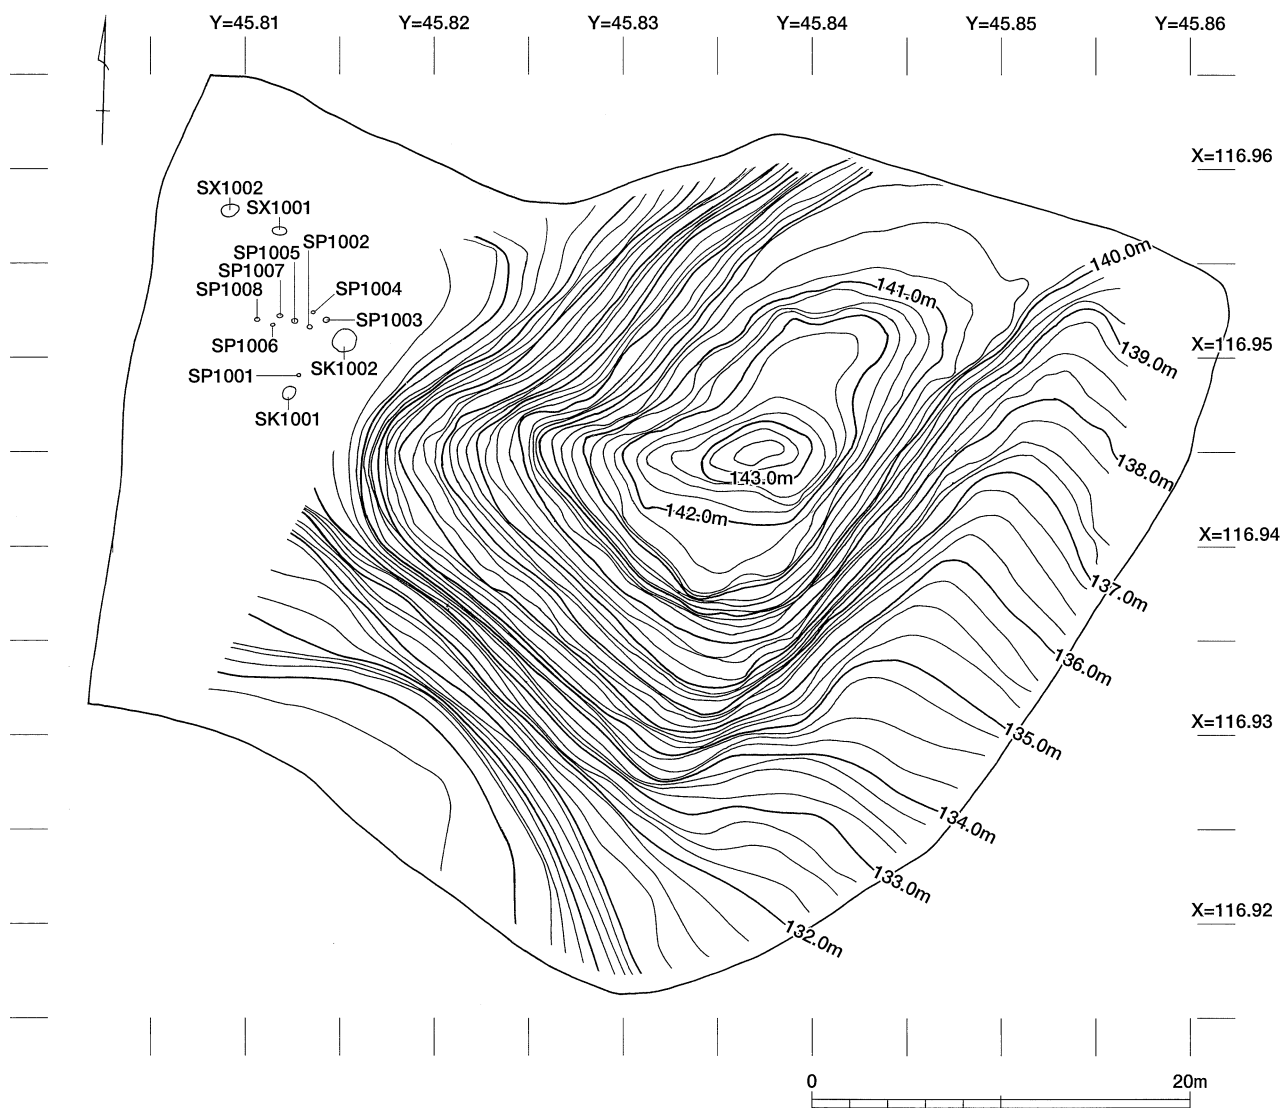 Y=45.81 Y=45.82 Y=45.83 Y=45.84 Y=45.85 Y=45.86
X=116.96
SX1002
SX1001
SP1002
SP1005
SP1007
SP1008
SP1004
SP1003
SP1006
SK1002
SP1001
SK1001
140.0m
141.0m
X=116.95
139.0m
138.0m
143.0m
142.0m
X=116.94
137.0m
136.0m
X=116.93
135.0m
134.0m
133.0m
X=116.92
132.0m
0 20m